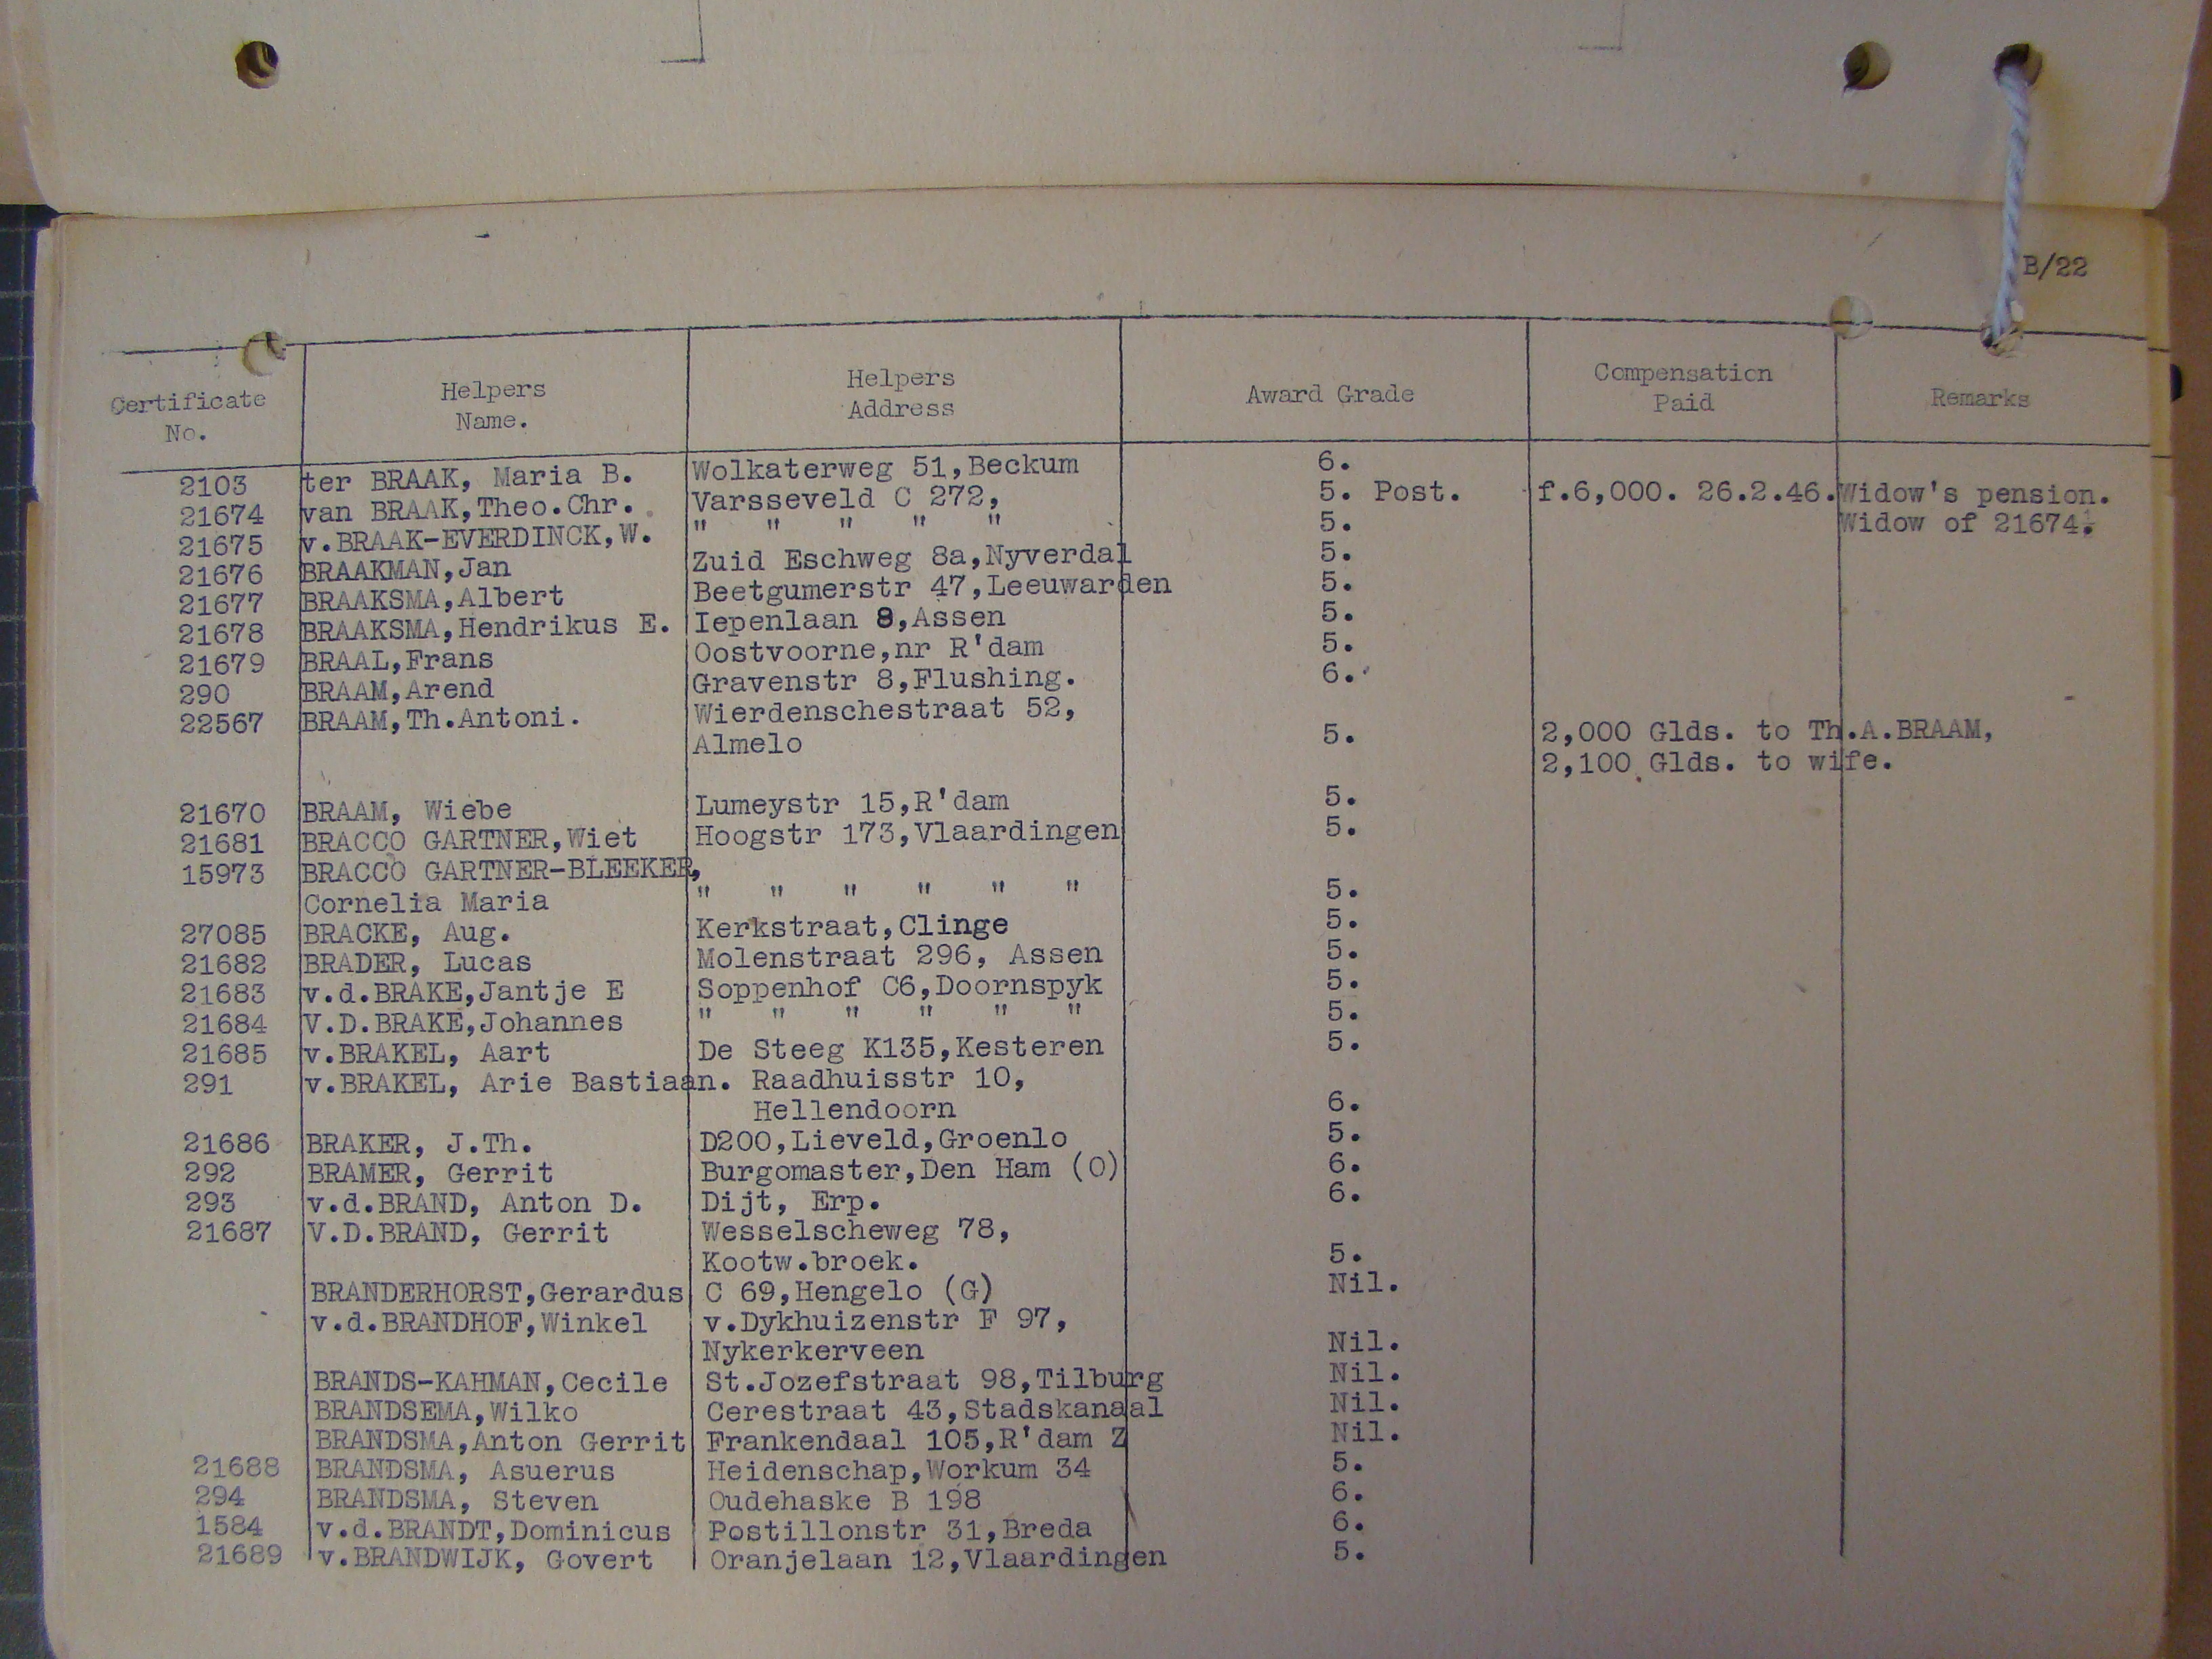 B/22
Certificate No. Helpers Name. Helpers Address Award Grade Compensation Paid Remarks
2103 ter BRAAK, Maria B. Wolkaterweg 51,Beckum 6.
21674 van BRAAK,Theo.Chr. Varsseveld C 272, 5. Post. f.6,000. 26.2.46. Widow's pension.
21675 v.BRAAK-EVERDINCK,W. " " " " " 5. Widow of 21674.
21676 BRAAKMAN,Jan Zuid Eschweg 8a,Nyverdal 5.
21677 BRAAKSMA,Albert Beetgumerstr 47,Leeuwarden 5.
21678 BRAAKSMA,Hendrikus E. Iepenlaan 8,Assen 5.
21679 BRAAL,Frans Oostvoorne,nr R'dam 5.
290 BRAAM,Arend Gravenstr 8,Flushing. 6.
22567 BRAAM,Th.Antoni. Wierdenschestraat 52,
Almelo 5. 2,000 Glds. to Th.A.BRAAM,
2,100 Glds. to wife.
21670 BRAAM, Wiebe Lumeystr 15,R'dam 5.
21681 BRACCO GARTNER,Wiet Hoogstr 173,Vlaardingen 5.
15973 BRACCO GARTNER-BLEEKER,
Cornelia Maria " " " " " " 5.
27085 BRACKE, Aug. Kerkstraat,Clinge 5.
21682 BRADER, Lucas Molenstraat 296, Assen 5.
21683 v.d.BRAKE,Jantje E Soppenhof C6,Doornspyk 5.
21684 V.D.BRAKE,Johannes " " " " " " 5.
21685 v.BRAKEL, Aart De Steeg K135,Kesteren 5.
291 v.BRAKEL, Arie Bastiaan. Raadhuisstr 10,
Hellendoorn 6.
21686 BRAKER, J.Th. D200,Lieveld,Groenlo 5.
292 BRAMER, Gerrit Burgomaster,Den Ham (O) 6.
293 v.d.BRAND, Anton D. Dijt, Erp. 6.
21687 V.D.BRAND, Gerrit Wesselscheweg 78,
Kootw.broek. 5.
BRANDERHORST,Gerardus C 69,Hengelo (G) Nil.
v.d.BRANDHOF,Winkel v.Dykhuizenstr F 97,
Nykerkerveen Nil.
BRANDS-KAHMAN,Cecile St.Jozefstraat 98,Tilburg Nil.
BRANDSEMA,Wilko Cerestraat 43,Stadskanaal Nil.
BRANDSMA,Anton Gerrit Frankendaal 105,R'dam Z Nil.
21688 BRANDSMA, Asuerus Heidenschap,Workum 34 5.
294 BRANDSMA, Steven Oudehaske B 198 6.
1584 v.d.BRANDT,Dominicus Postillonstr 31,Breda 6.
21689 v.BRANDWIJK, Govert Oranjelaan 12,Vlaardingen 5.